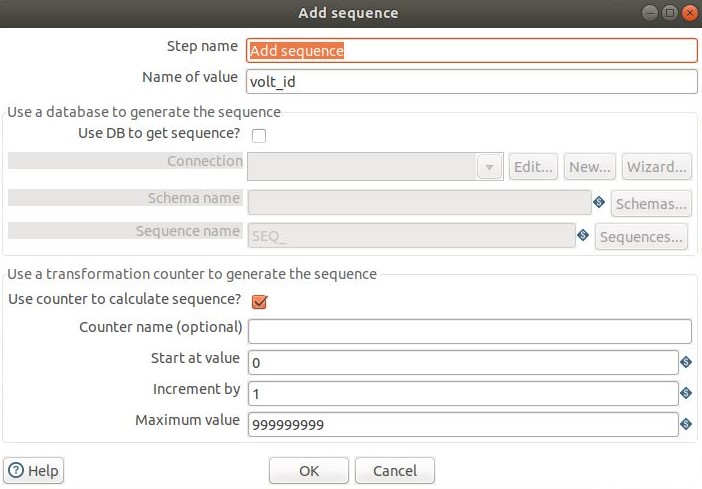 Add sequence
Step name Add sequence
Name of value volt_id
Use a database to generate the sequence
Use DB to get sequence?
Connection Edit... New... Wizard...
Schema name Schemas...
Sequence name SEQ_ Sequences...
Use a transformation counter to generate the sequence
Use counter to calculate sequence?
Counter name (optional)
Start at value 0
Increment by 1
Maximum value 999999999
Help OK Cancel